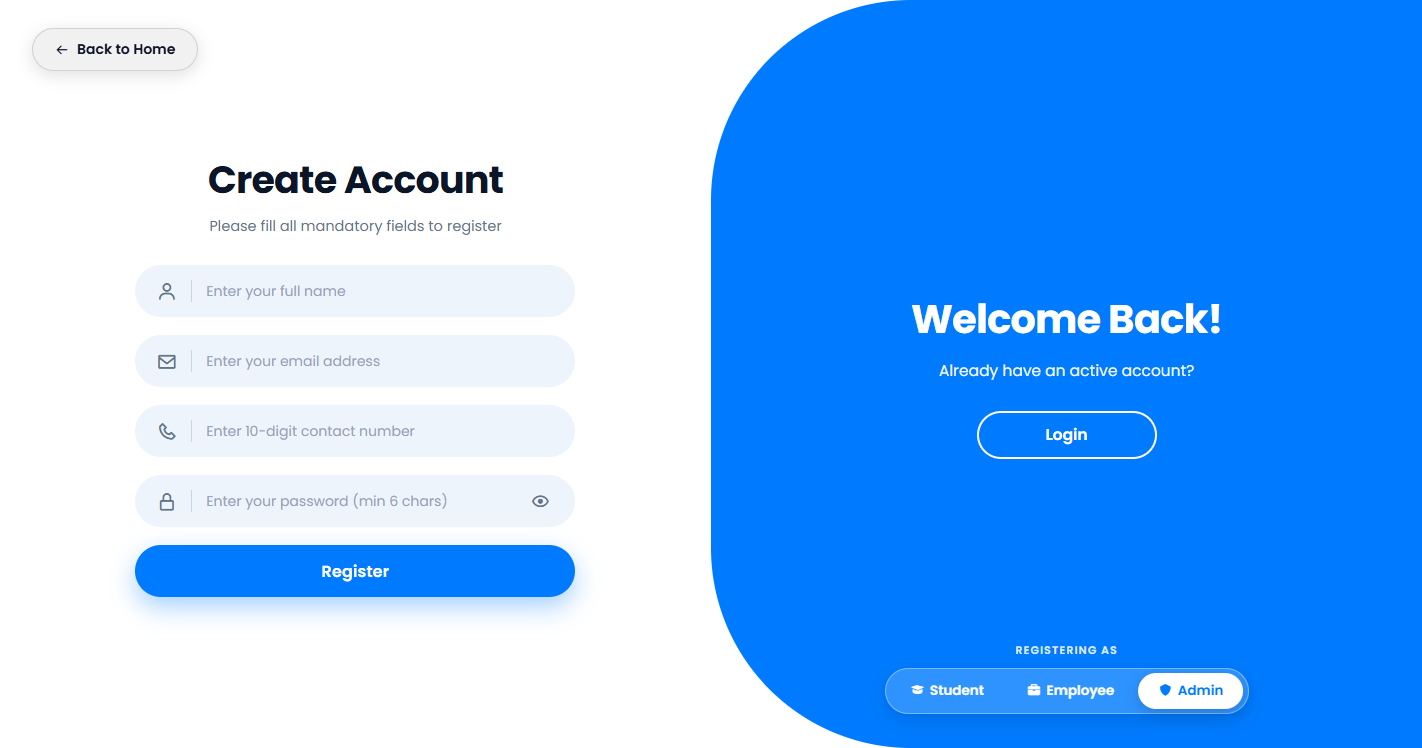 ← Back to Home
Create Account
Please fill all mandatory fields to register
Enter your full name
Enter your email address
Enter 10-digit contact number
Enter your password (min 6 chars)
Register
Welcome Back!
Already have an active account?
Login
REGISTERING AS
Student Employee Admin